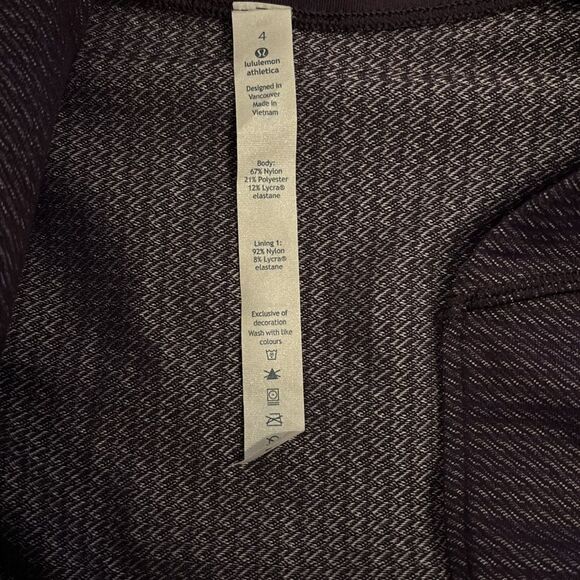 4
lululemon
athletica
Designed in
Vancouver
Made in
Vietnam
Body:
67% Nylon
21% Polyester
12% Lycra®
elastane
Lining 1:
92% Nylon
8% Lycra®
elastane
Exclusive of
decoration
Wash with like
colours